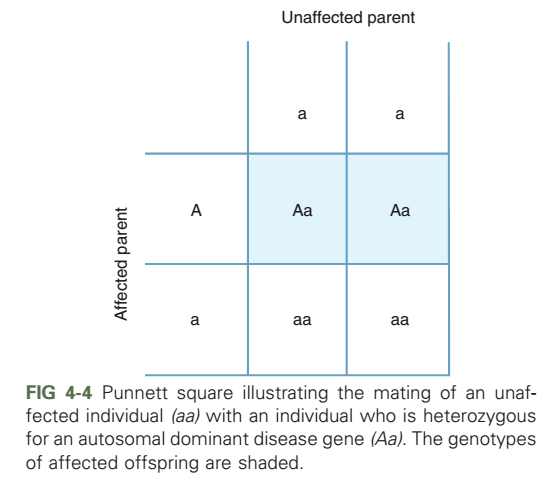 Unaffected parent
a a
A Aa Aa
Affected parent
a aa aa
FIG 4-4 Punnett square illustrating the mating of an unaf-
fected individual (aa) with an individual who is heterozygous
for an autosomal dominant disease gene (Aa). The genotypes
of affected offspring are shaded.